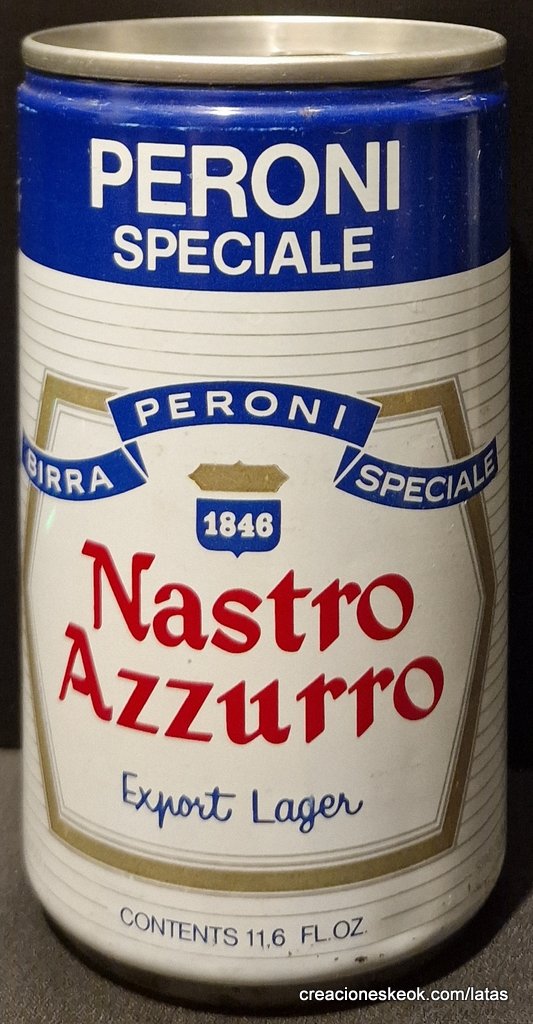 PERONI
SPECIALE
BIRRA PERONI SPECIALE
1846
Nastro
Azzurro
Export Lager
CONTENTS 11,6 FL.OZ.
creacioneskeok.com/latas